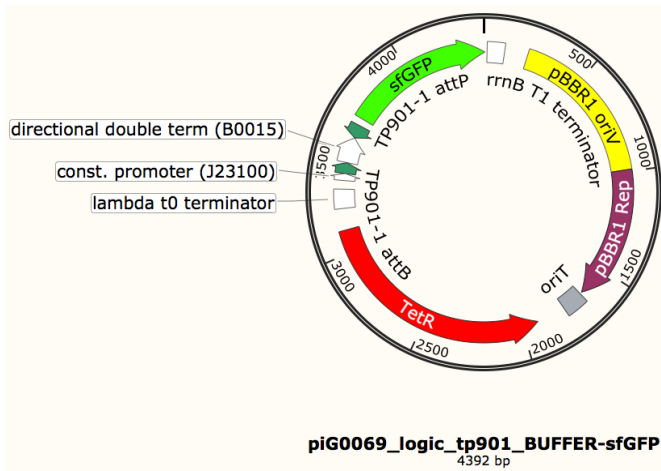 sfGFP
rrnB T1 terminator
pBBR1 oriV
pBBR1 Rep
oriT
TetR
TP901-1 attB
TP901-1 attP
directional double term (B0015)
const. promoter (J23100)
lambda t0 terminator
500
1000
1500
2000
2500
3000
3500
4000
piG0069_logic_tp901_BUFFER-sfGFP
4392 bp